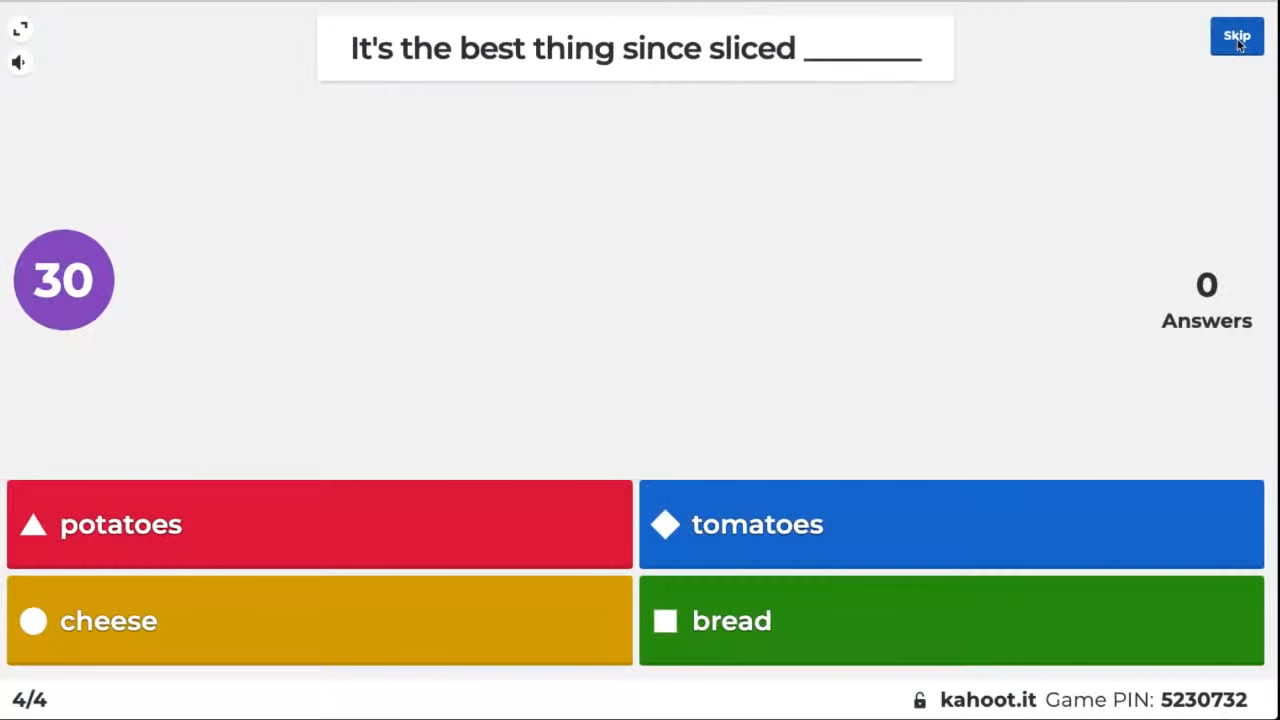 It's the best thing since sliced ________
Skip
30
0
Answers
potatoes
tomatoes
cheese
bread
4/4
kahoot.it Game PIN: 5230732